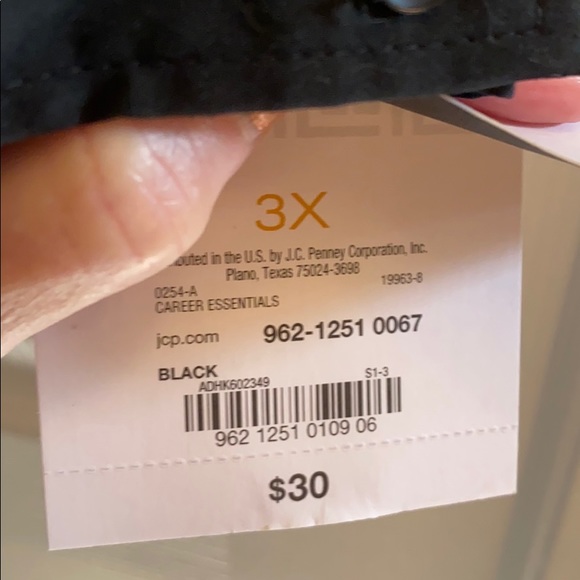 3X
in the U.S. by J.C. Penney Corporation, Inc.
Plano, Texas 75024-3698
0254-A 19963-8
CAREER ESSENTIALS
jcp.com 962-1251 0067
BLACK S1-3
ADHK602349
962 1251 0109 06
$30